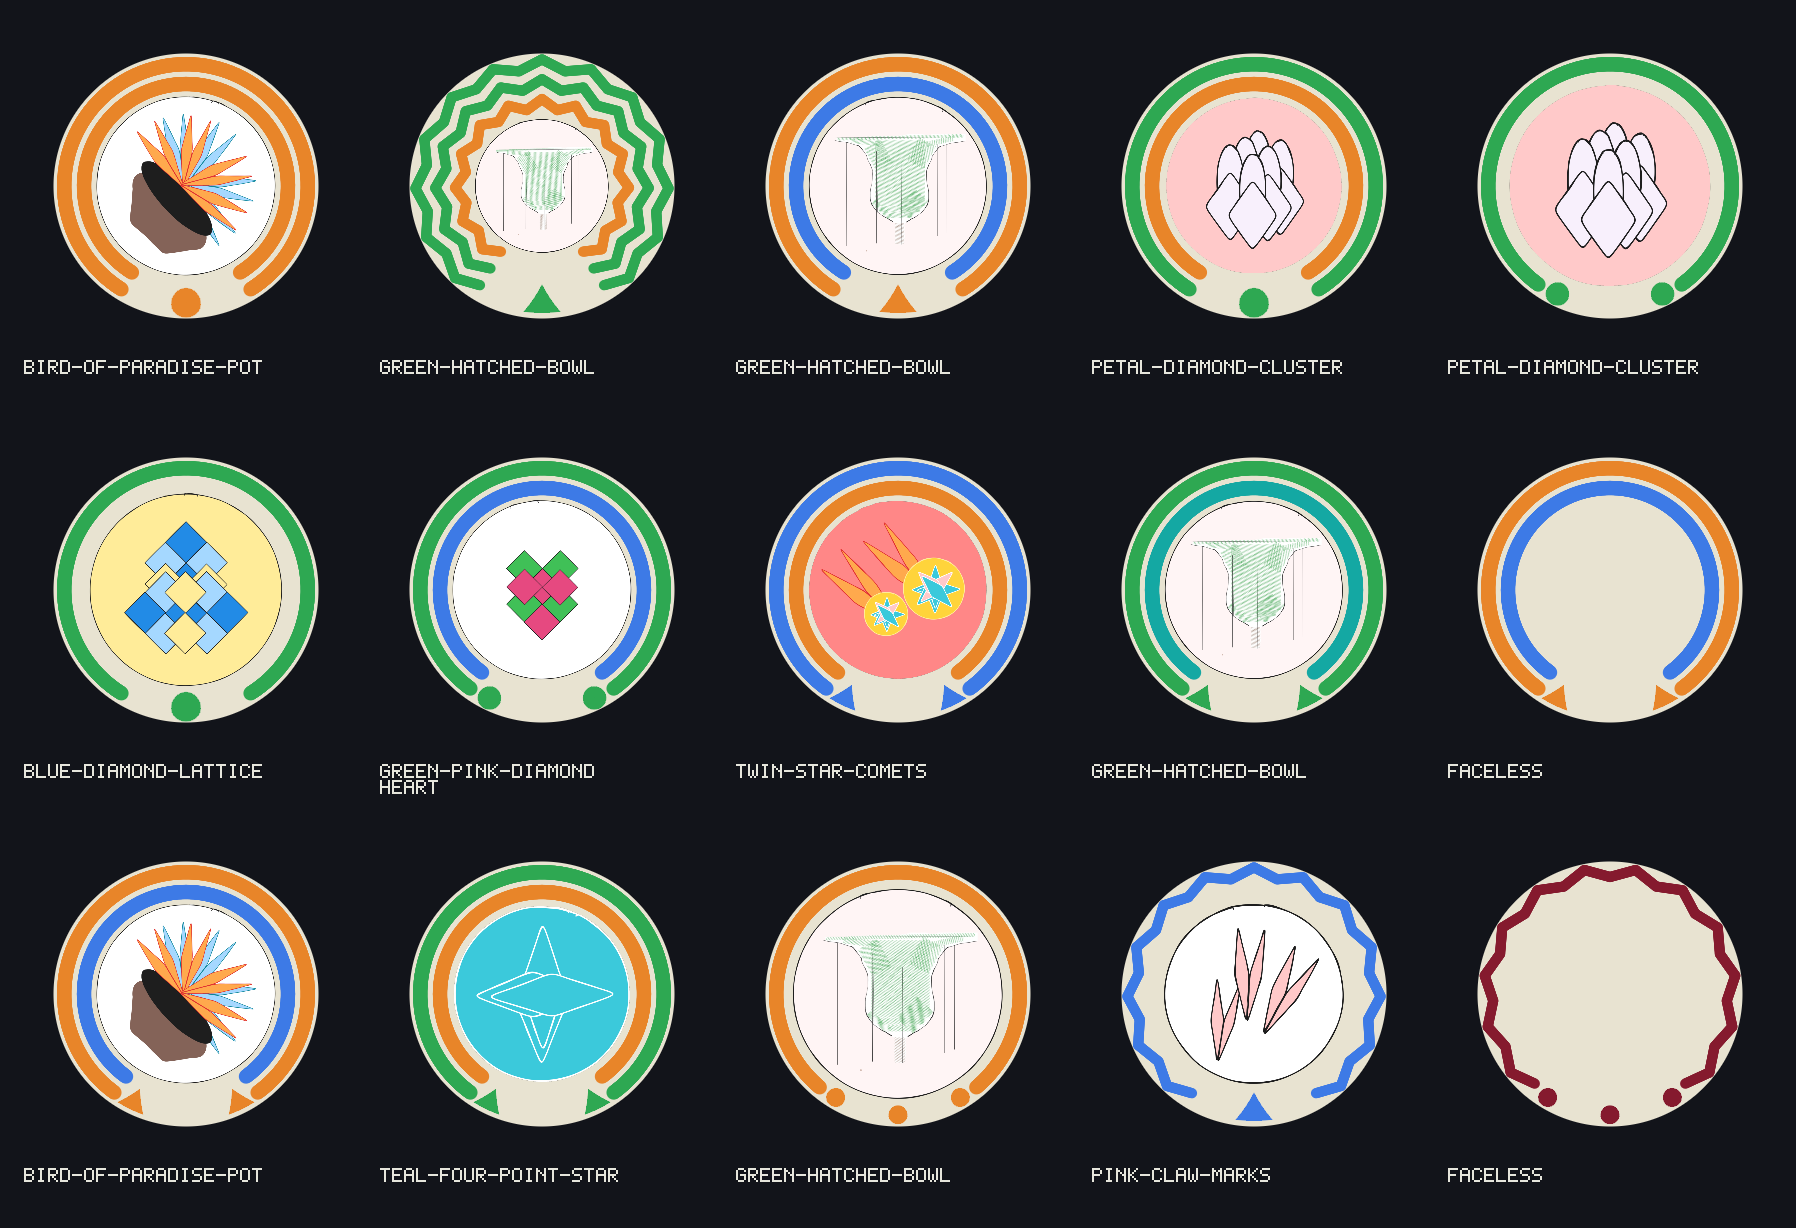 BIRD-OF-PARADISE-POT
GREEN-HATCHED-BOWL
GREEN-HATCHED-BOWL
PETAL-DIAMOND-CLUSTER
PETAL-DIAMOND-CLUSTER
BLUE-DIAMOND-LATTICE
GREEN-PINK-DIAMOND
HEART
TWIN-STAR-COMETS
GREEN-HATCHED-BOWL
FACELESS
BIRD-OF-PARADISE-POT
TEAL-FOUR-POINT-STAR
GREEN-HATCHED-BOWL
PINK-CLAW-MARKS
FACELESS